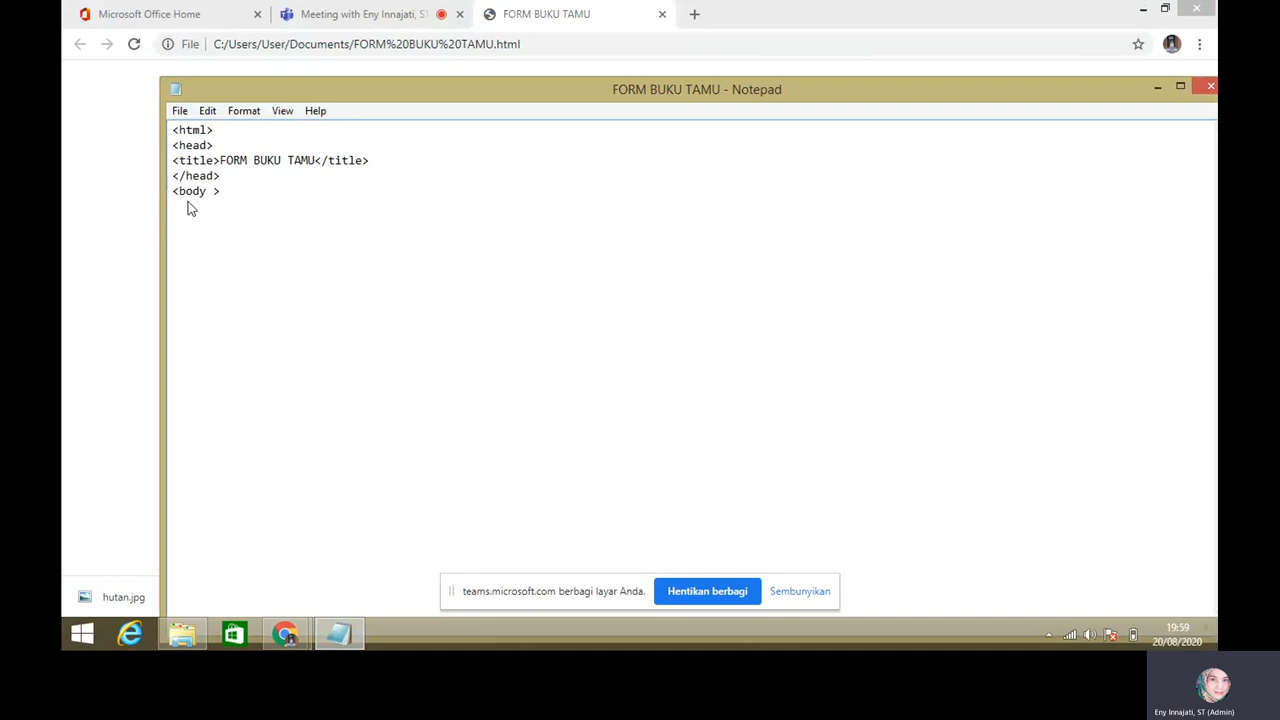 Microsoft Office Home
Meeting with Eny Innajati, ST
FORM BUKU TAMU
File
C:/Users/User/Documents/FORM%20BUKU%20TAMU.html
FORM BUKU TAMU - Notepad
File Edit Format View Help
<html>
<head>
<title>FORM BUKU TAMU</title>
</head>
<body >
teams.microsoft.com berbagi layar Anda.
Hentikan berbagi
Sembunyikan
hutan.jpg
19:59
20/08/2020
Eny Innajati, ST (Admin)